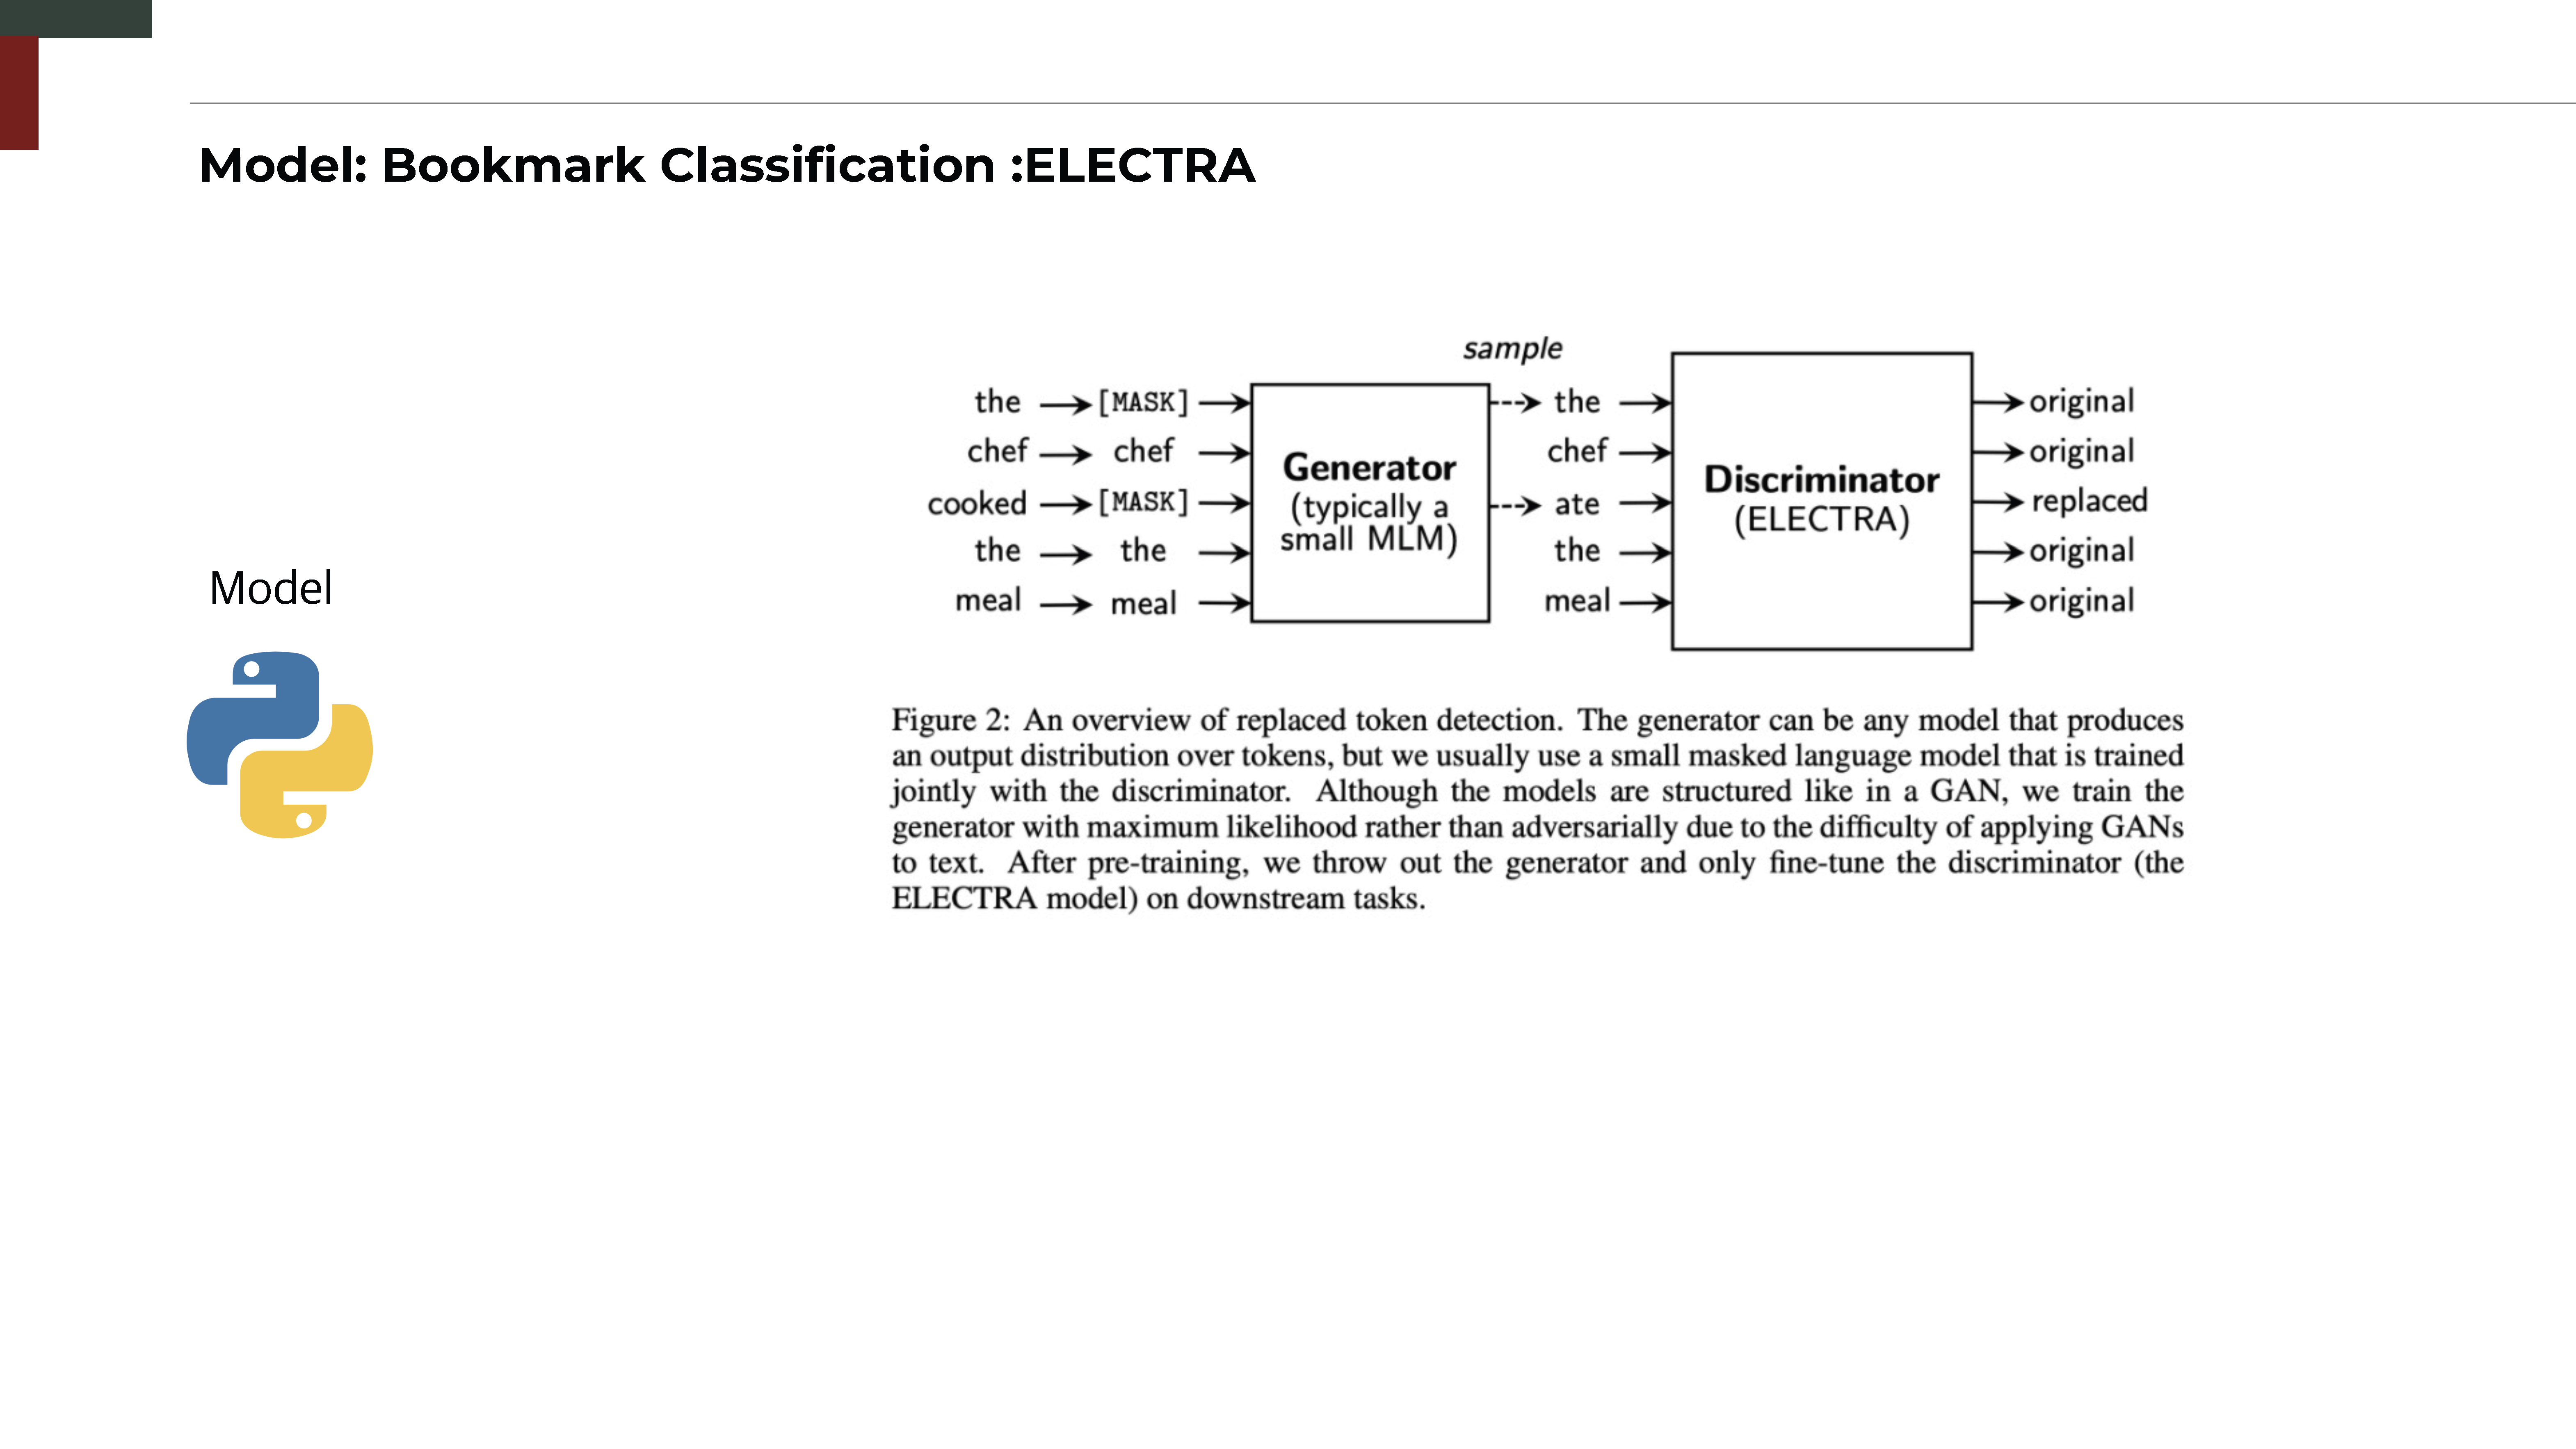 Model: Bookmark Classification :ELECTRA
sample
the [MASK] the original
chef chef chef original
cooked [MASK] ate replaced
the the the original
meal meal meal original
Generator
(typically a
small MLM)
Discriminator
(ELECTRA)
Model
Figure 2: An overview of replaced token detection. The generator can be any model that produces
an output distribution over tokens, but we usually use a small masked language model that is trained
jointly with the discriminator. Although the models are structured like in a GAN, we train the
generator with maximum likelihood rather than adversarially due to the difficulty of applying GANs
to text. After pre-training, we throw out the generator and only fine-tune the discriminator (the
ELECTRA model) on downstream tasks.